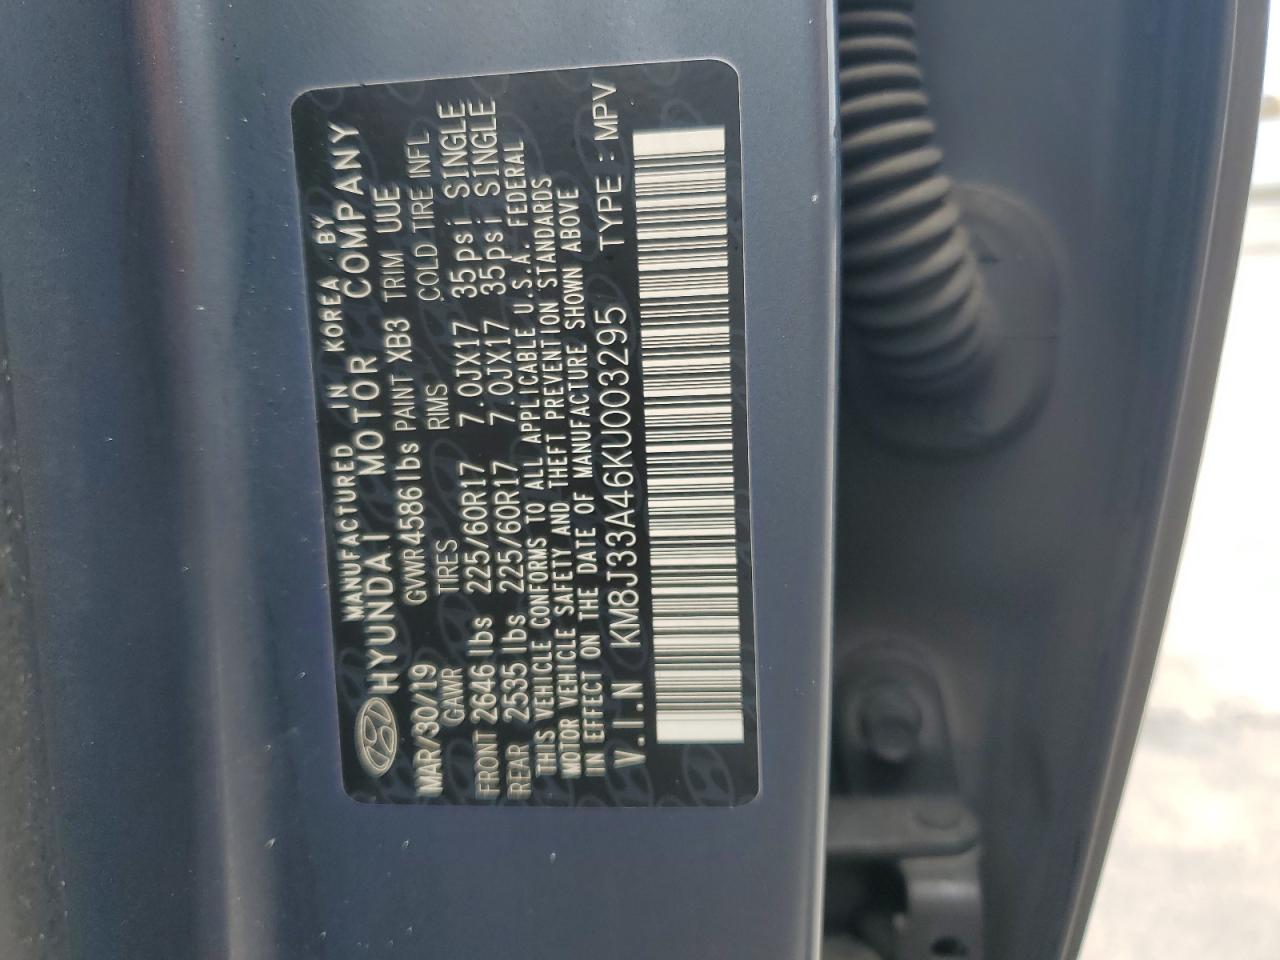 MANUFACTURED IN KOREA BY
HYUNDAI MOTOR COMPANY
MAR/30/19 GVWR 4586 lbs PAINT XB3 TRIM UUE
GAWR TIRES RIMS COLD TIRE INFL
FRONT 2646 lbs 225/60R17 7.0JX17 35psi SINGLE
REAR 2535 lbs 225/60R17 7.0JX17 35psi SINGLE
THIS VEHICLE CONFORMS TO ALL APPLICABLE U.S.A. FEDERAL
MOTOR VEHICLE SAFETY AND THEFT PREVENTION STANDARDS
IN EFFECT ON THE DATE OF MANUFACTURE SHOWN ABOVE
V.I.N KM8J33A46KU003295 TYPE : MPV